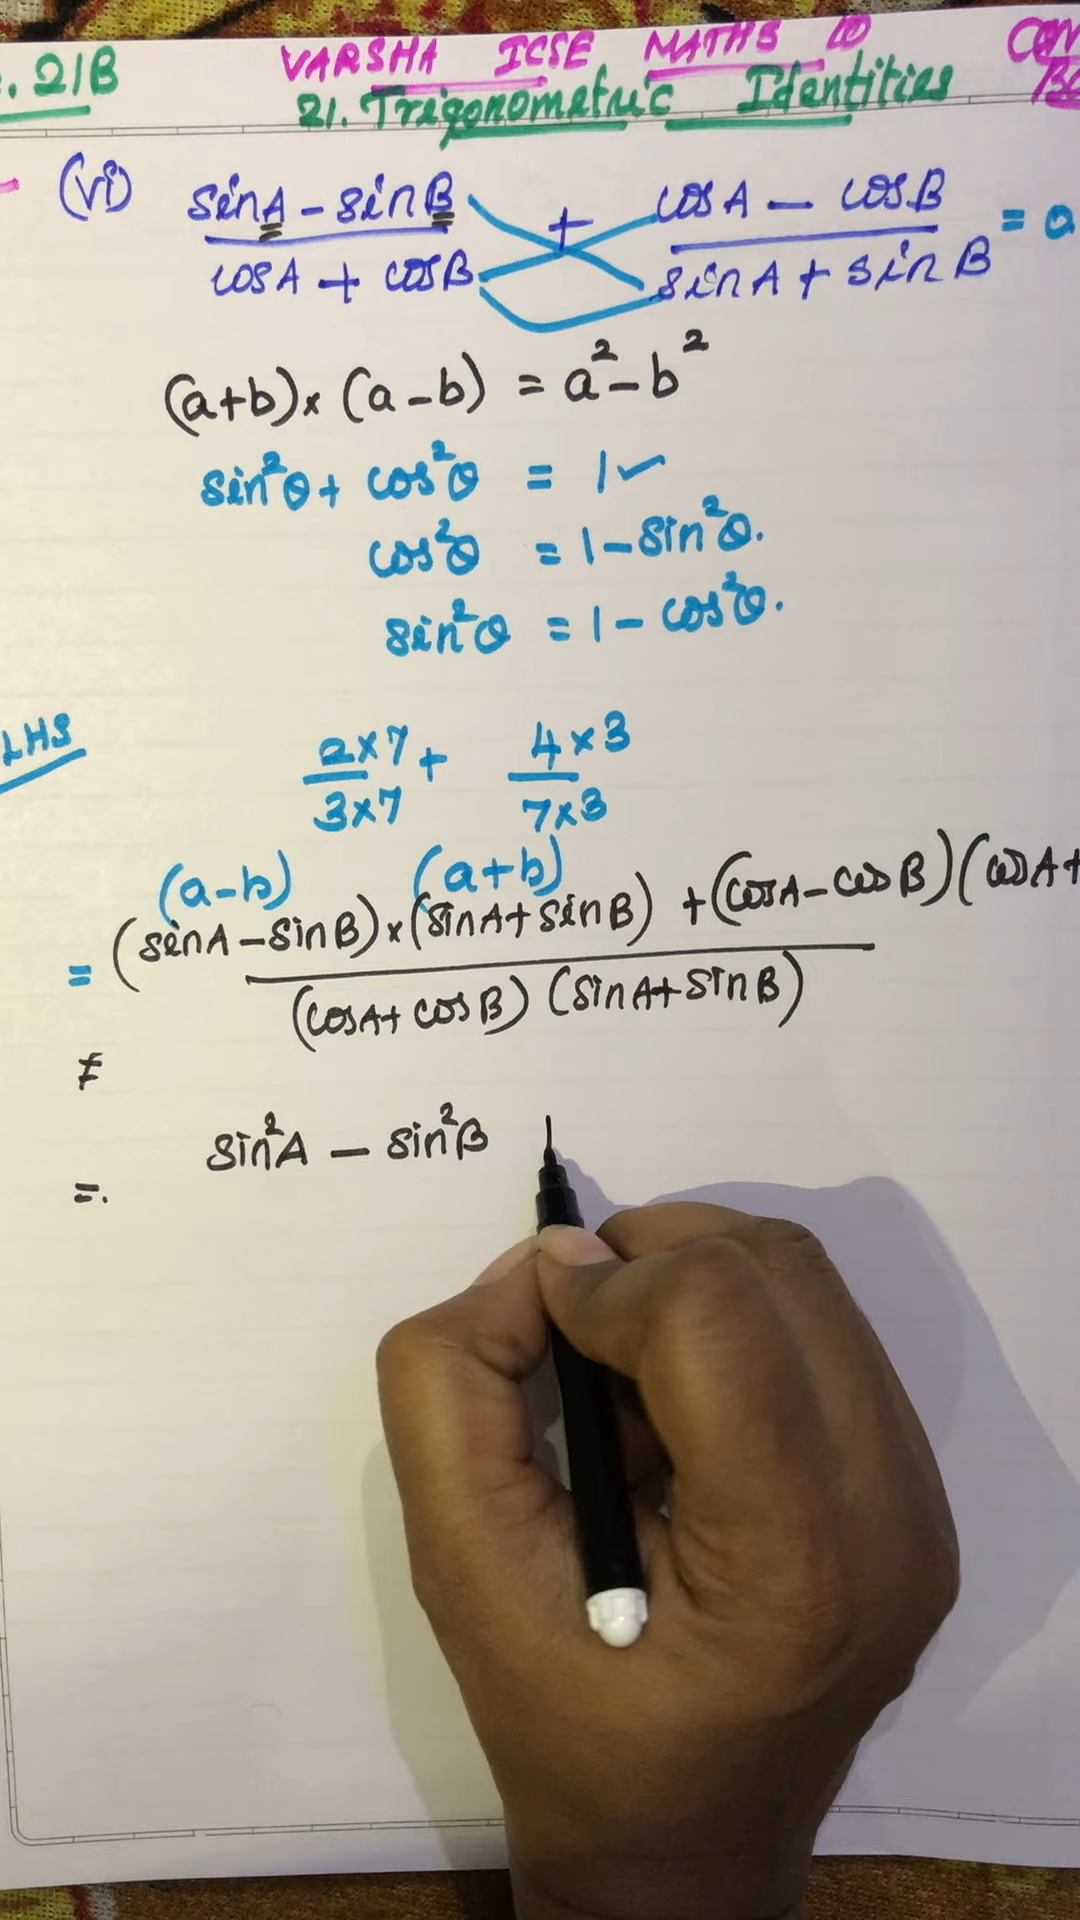 . 21B VARSHA ICSE MATHS 10
21. Trigonometric Identities
(vi) sinA - sinB / cosA + cosB + cosA - cosB / sinA + sinB =
(a+b)× (a-b) = a² - b²
sin²θ + cos²θ = 1 ✓
cos²θ = 1 - sin²θ.
sin²θ = 1 - cos²θ.
LHS
2×7 / 3×7 + 4×3 / 7×3
(a-b) (a+b)
= (sinA - sinB)×(sinA + sinB) + (cosA - cosB)(cosA+ / (cosA + cosB) (sinA + sinB)
=
sin²A - sin²B
=.